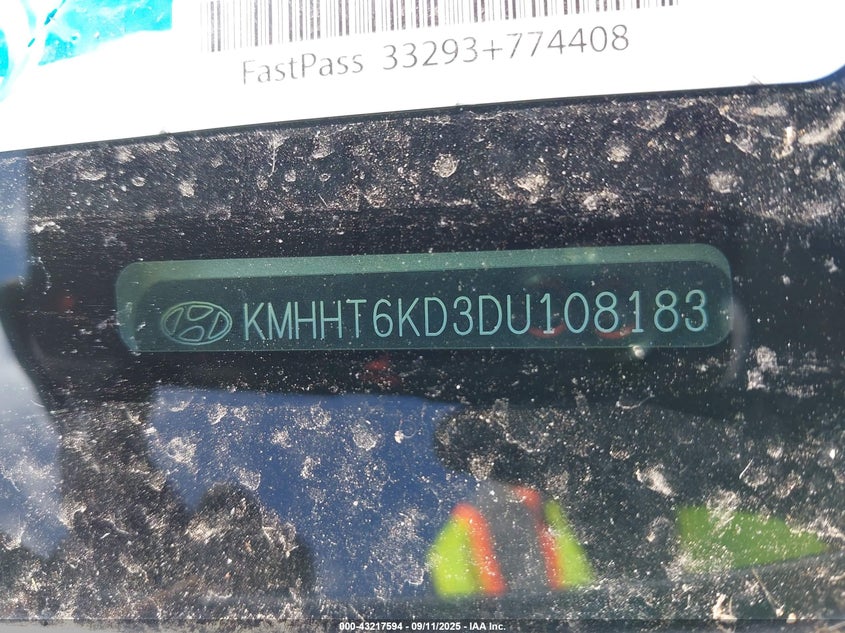 FastPass 33293+774408
KMHHT6KD3DU108183
000-43217594 - 09/11/2025 - IAA Inc.